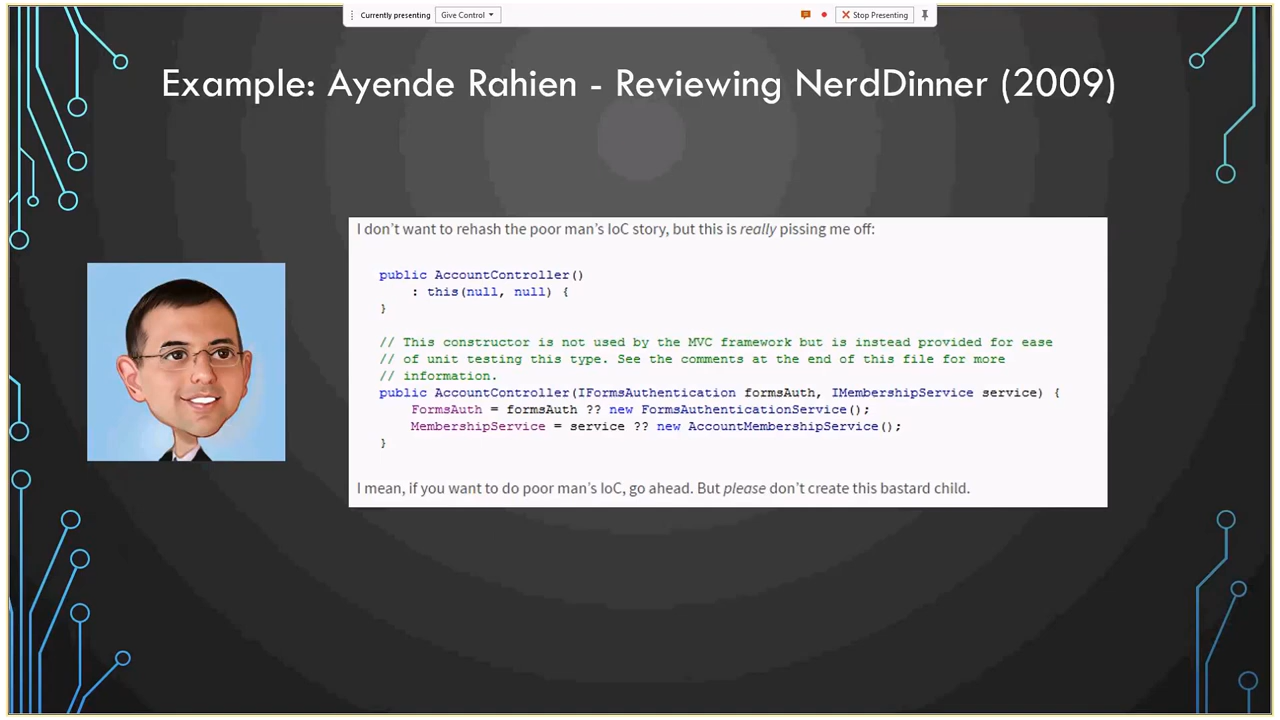 Currently presenting Give Control Stop Presenting
Example: Ayende Rahien - Reviewing NerdDinner (2009)
I don't want to rehash the poor man's IoC story, but this is really pissing me off:
public AccountController()
: this(null, null) {
}
// This constructor is not used by the MVC framework but is instead provided for ease
// of unit testing this type. See the comments at the end of this file for more
// information.
public AccountController(IFormsAuthentication formsAuth, IMembershipService service) {
FormsAuth = formsAuth ?? new FormsAuthenticationService();
MembershipService = service ?? new AccountMembershipService();
}
I mean, if you want to do poor man's IoC, go ahead. But please don't create this bastard child.